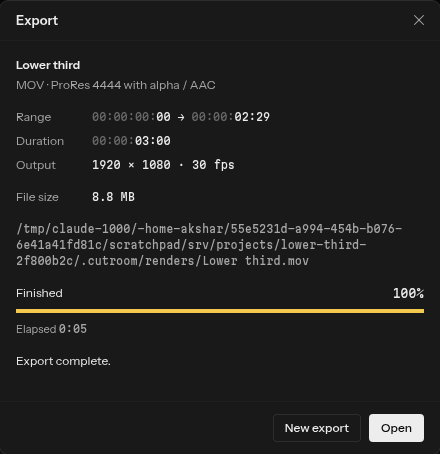 Export
Lower third
MOV · ProRes 4444 with alpha / AAC
Range 00:00:00:00 → 00:00:02:29
Duration 00:00:03:00
Output 1920 × 1080 · 30 fps
File size 8.8 MB
/tmp/claude-1000/-home-akshar/55e5231d-a994-454b-b076-
6e41a41fd81c/scratchpad/srv/projects/lower-third-
2f800b2c/.cutroom/renders/Lower third.mov
Finished 100%
Elapsed 0:05
Export complete.
New export Open